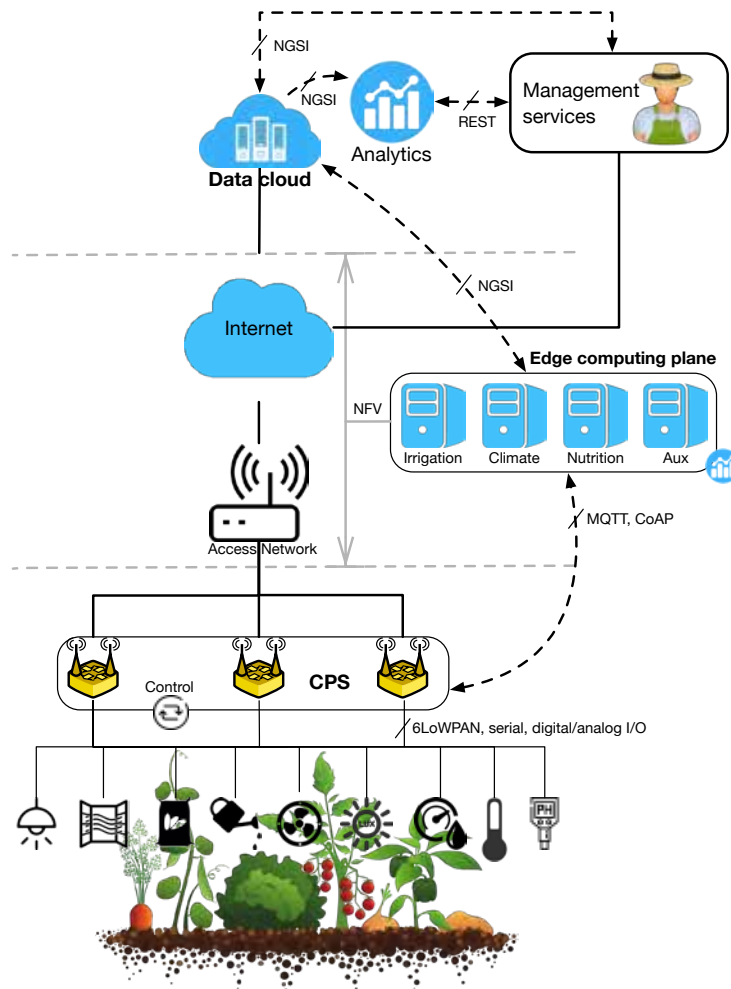 NGSI
NGSI
REST
Management
services
Analytics
Data cloud
NGSI
Internet
Edge computing plane
NFV
Irrigation
Climate
Nutrition
Aux
MQTT, CoAP
Access Network
CPS
Control
6LoWPAN, serial, digital/analog I/O
LUX
PH